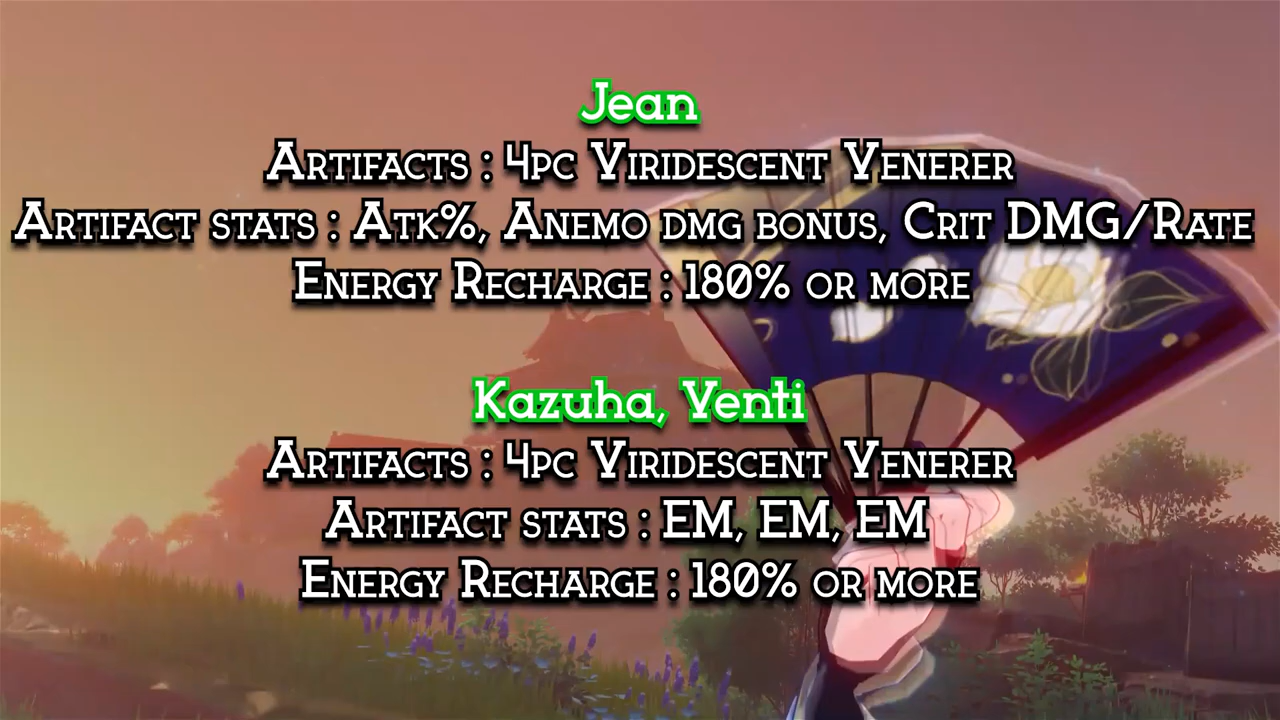 Jean
Artifacts : 4pc Viridescent Venerer
Artifact stats : Atk%, Anemo dmg bonus, Crit DMG/Rate
Energy Recharge : 180% or more
Kazuha, Venti
Artifacts : 4pc Viridescent Venerer
Artifact stats : EM, EM, EM
Energy Recharge : 180% or more